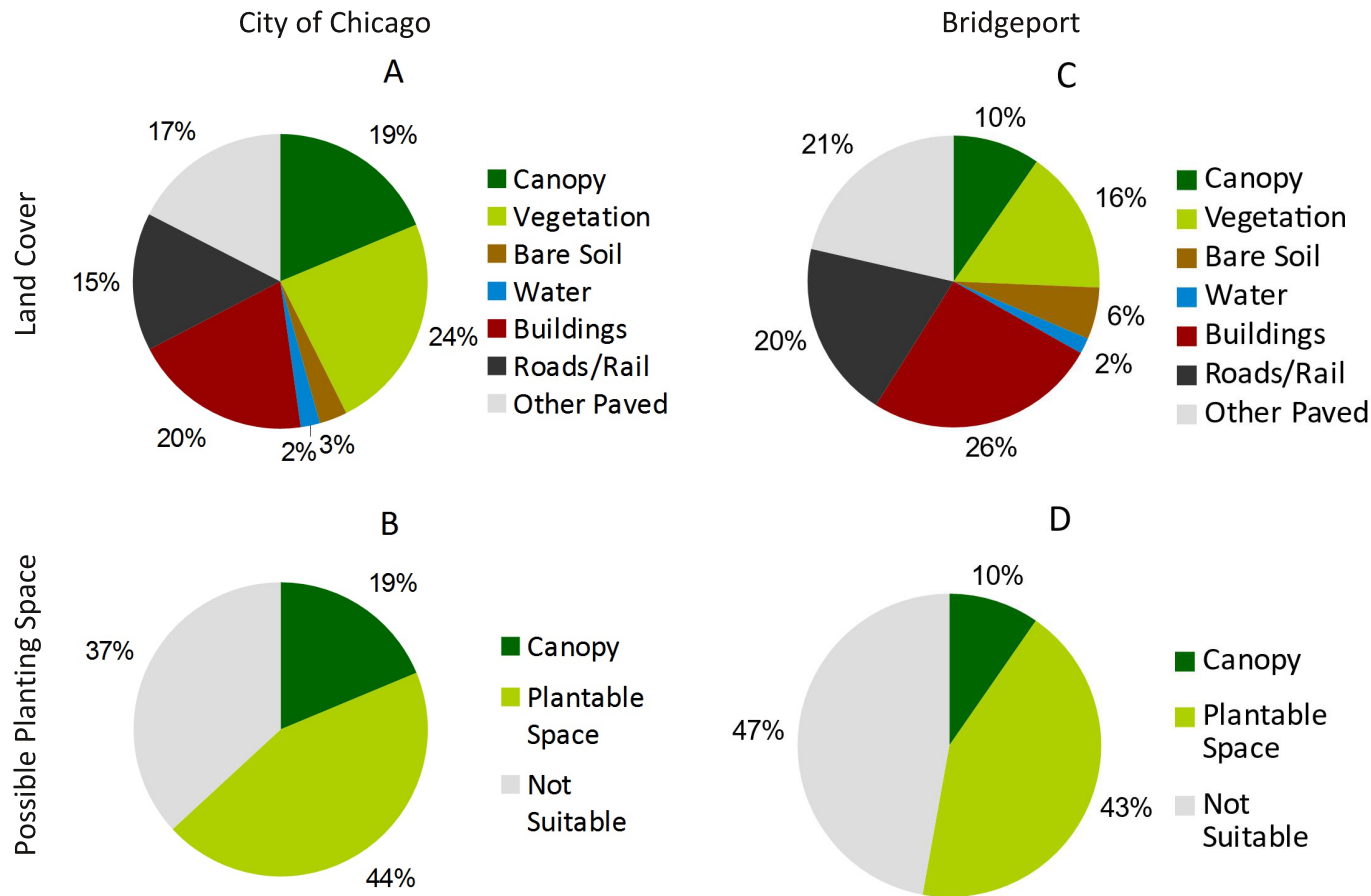 City of Chicago
Bridgeport
Land Cover
A
17%
19%
15%
24%
20%
2%
3%
Canopy
Vegetation
Bare Soil
Water
Buildings
Roads/Rail
Other Paved
C
10%
21%
16%
6%
20%
2%
26%
Canopy
Vegetation
Bare Soil
Water
Buildings
Roads/Rail
Other Paved
Possible Planting Space
B
19%
37%
44%
Canopy
Plantable
Space
Not
Suitable
D
10%
47%
43%
Canopy
Plantable
Space
Not
Suitable